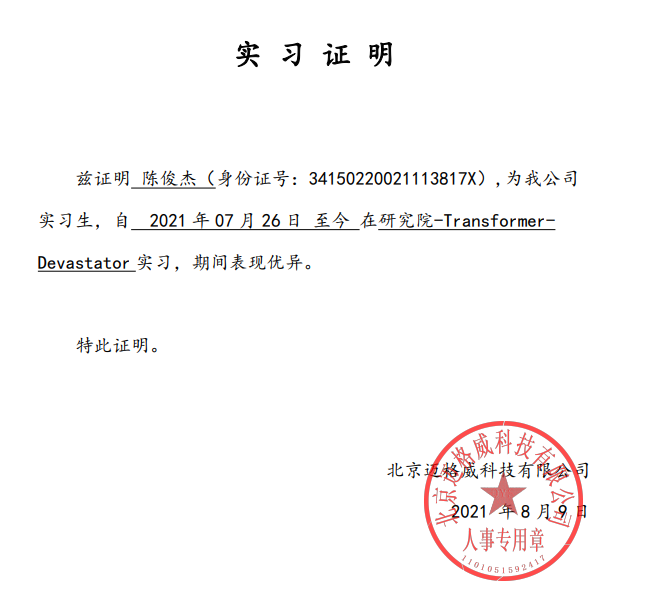 实 习 证 明
兹证明 陈俊杰（身份证号：34150220021113817X）,为我公司
实习生，自 2021 年 07 月 26 日 至今 在研究院-Transformer-
Devastator 实习，期间表现优异。
特此证明。
北京迈格威科技有限公司
北京迈格威科技有限公司
2021 年 8 月 9 日
人事专用章
1101051592417